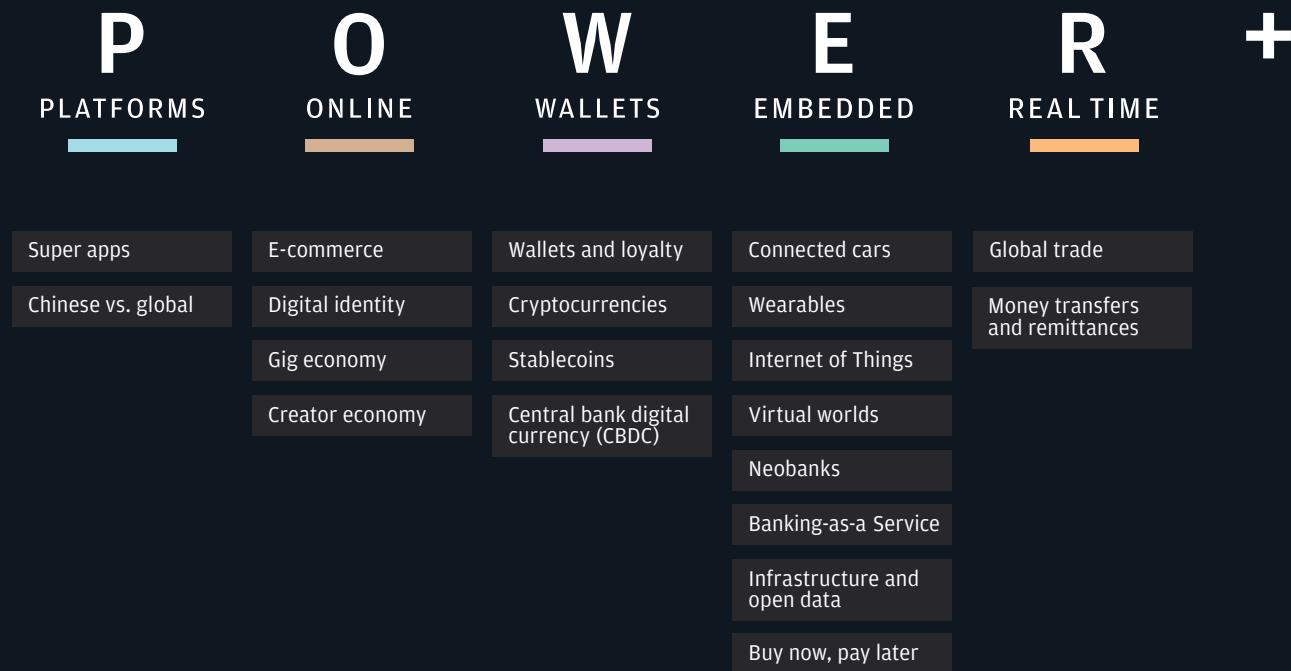 P
PLATFORMS
Super apps
Chinese vs. global
O
ONLINE
E-commerce
Digital identity
Gig economy
Creator economy
W
WALLETS
Wallets and loyalty
Cryptocurrencies
Stablecoins
Central bank digital
currency (CBDC)
E
EMBEDDED
Connected cars
Wearables
Internet of Things
Virtual worlds
Neobanks
Banking-as-a Service
Infrastructure and
open data
Buy now, pay later
R
REAL TIME
Global trade
Money transfers
and remittances
+